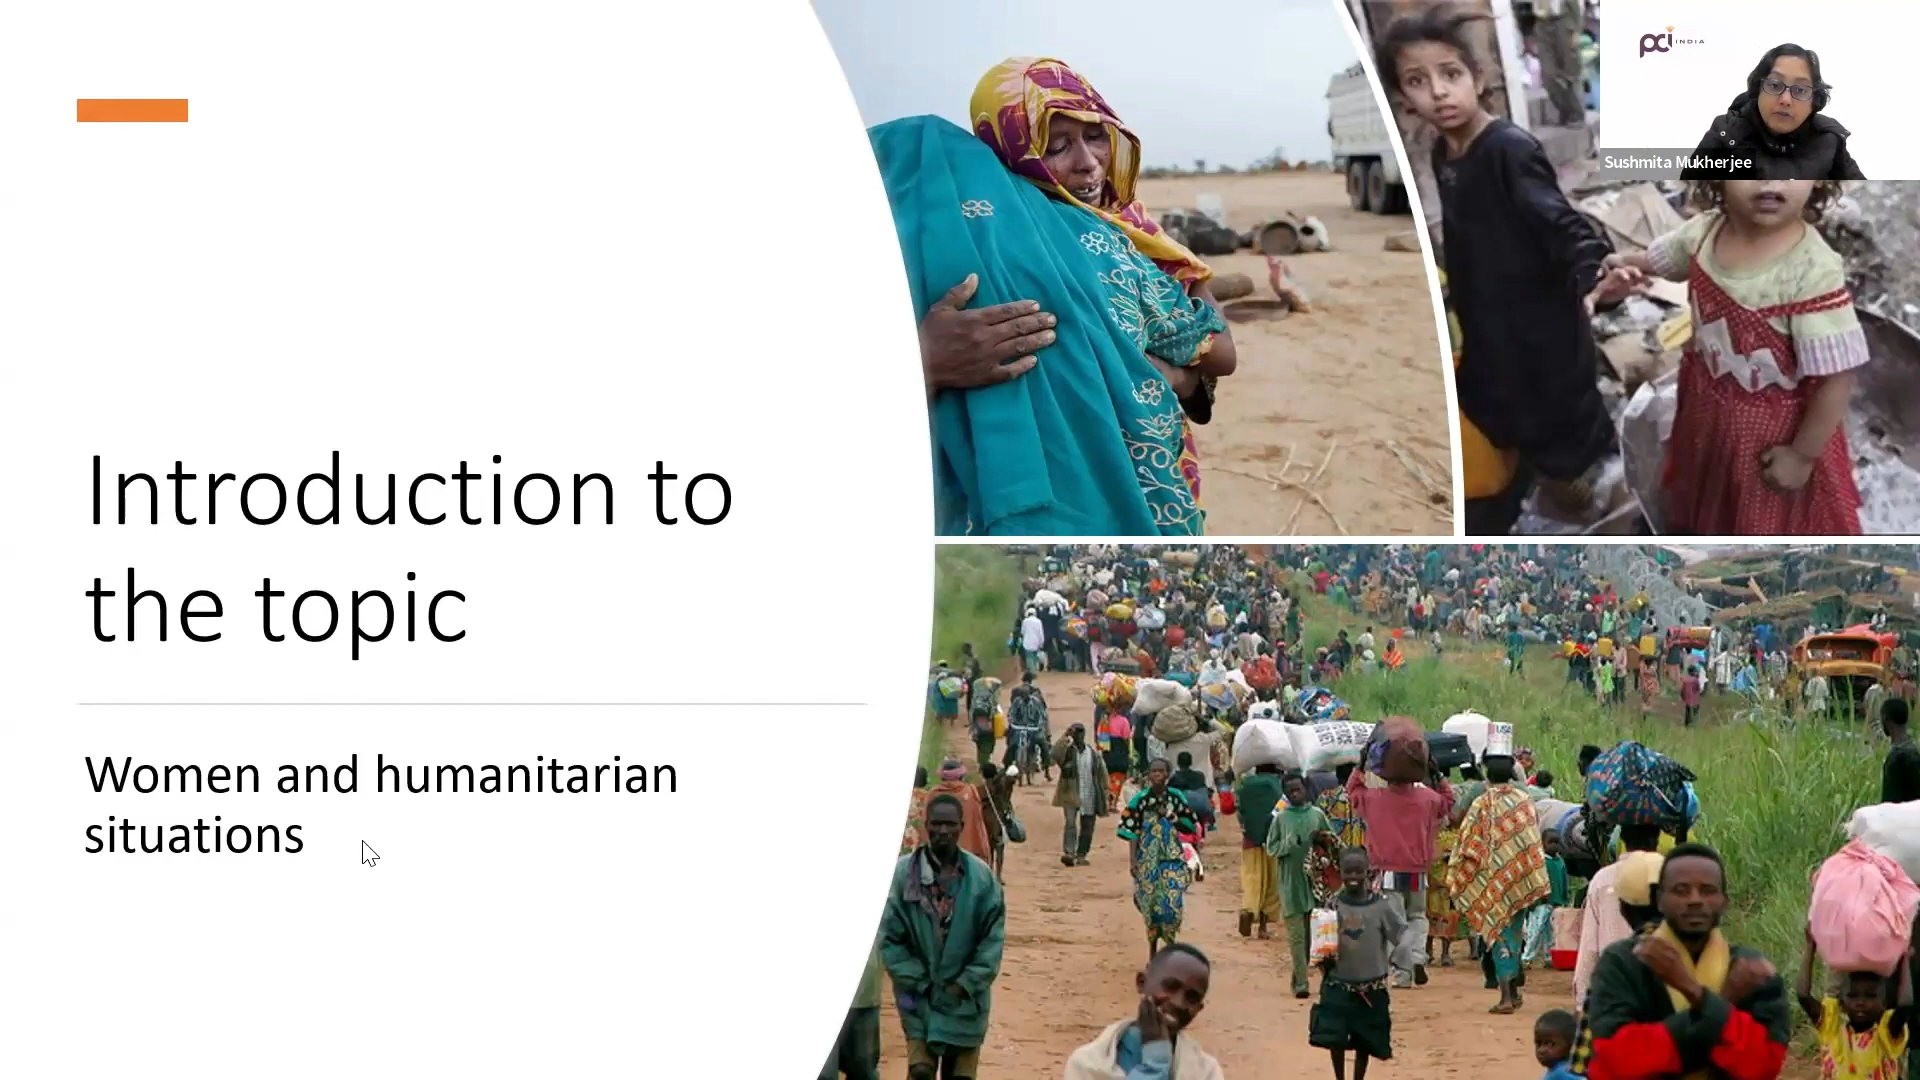 Introduction to
the topic
Women and humanitarian
situations
pci INDIA
Sushmita Mukherjee